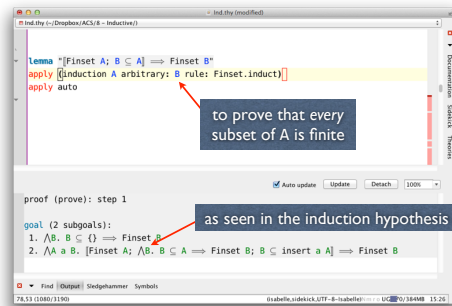 Ind.thy (modified)
Ind.thy (~/Dropbox/ACS/8 - Inductive/)
lemma "⟦Finset A; B ⊆ A⟧ ⟹ Finset B"
apply (induction A arbitrary: B rule: Finset.induct)
apply auto
to prove that every
subset of A is finite
Documentation Sidekick Theories
Auto update Update Detach 100%
proof (prove): step 1
as seen in the induction hypothesis
goal (2 subgoals):
1. ⋀B. B ⊆ {} ⟹ Finset B
2. ⋀A a B. ⟦Finset A; ⋀B. B ⊆ A ⟹ Finset B; B ⊆ insert a A⟧ ⟹ Finset B
Find Output Sledgehammer Symbols
78,53 (1080/3190) (isabelle,sidekick,UTF-8-Isabelle) 384MB 15:26